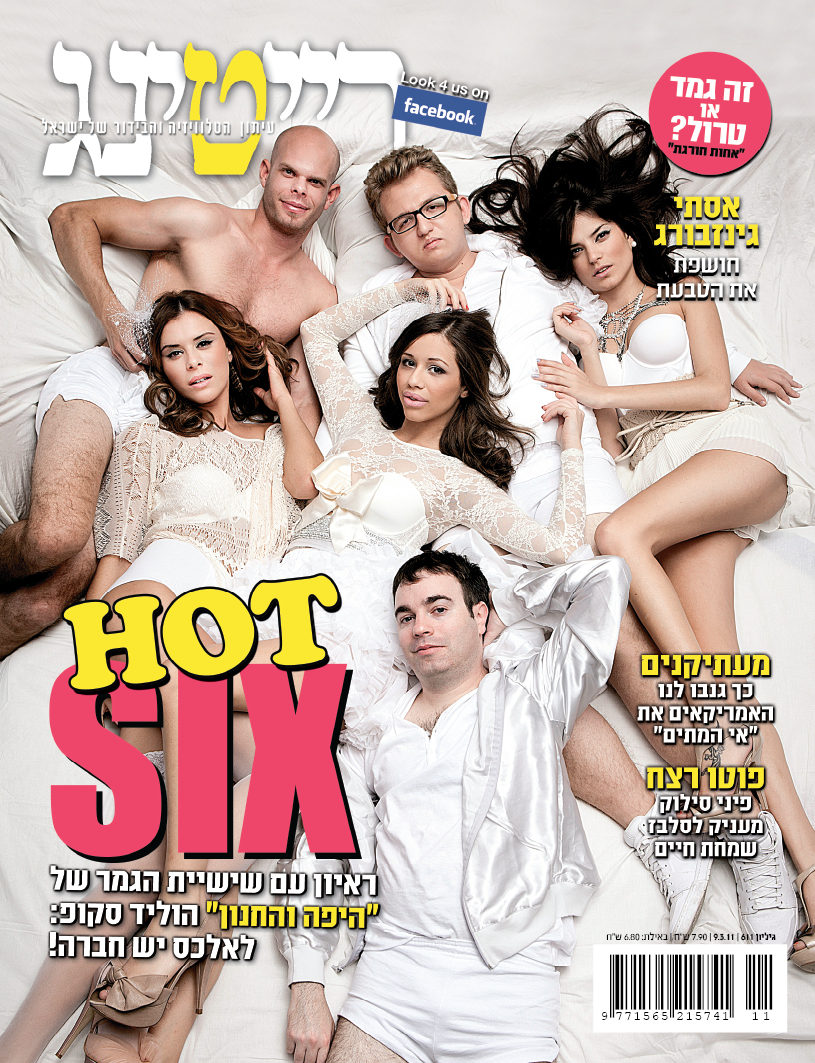 רייטינג
עיתון הטלוויזיה והבידור של ישראל
Look 4 us on
facebook
זה גמד
או
טרול?
"אחות חורגת"
אסתי
גינזבורג
חושפת
את הטבעת
HOT
SIX
ראיון עם שישיית הגמר של
"היפה והחנון" הוליד סקופ:
לאלכס יש חברה!
מעתיקנים
כך גנבו לנו
האמריקאים את
"אי המתים"
פוטו רצח
פיני סילוק
מעניק לסלבז
שמחת חיים
גיליון 611 | 9.3.11 | 7.90 ש"ח | באילת: 6.80 ש"ח
9 771565 215741 11